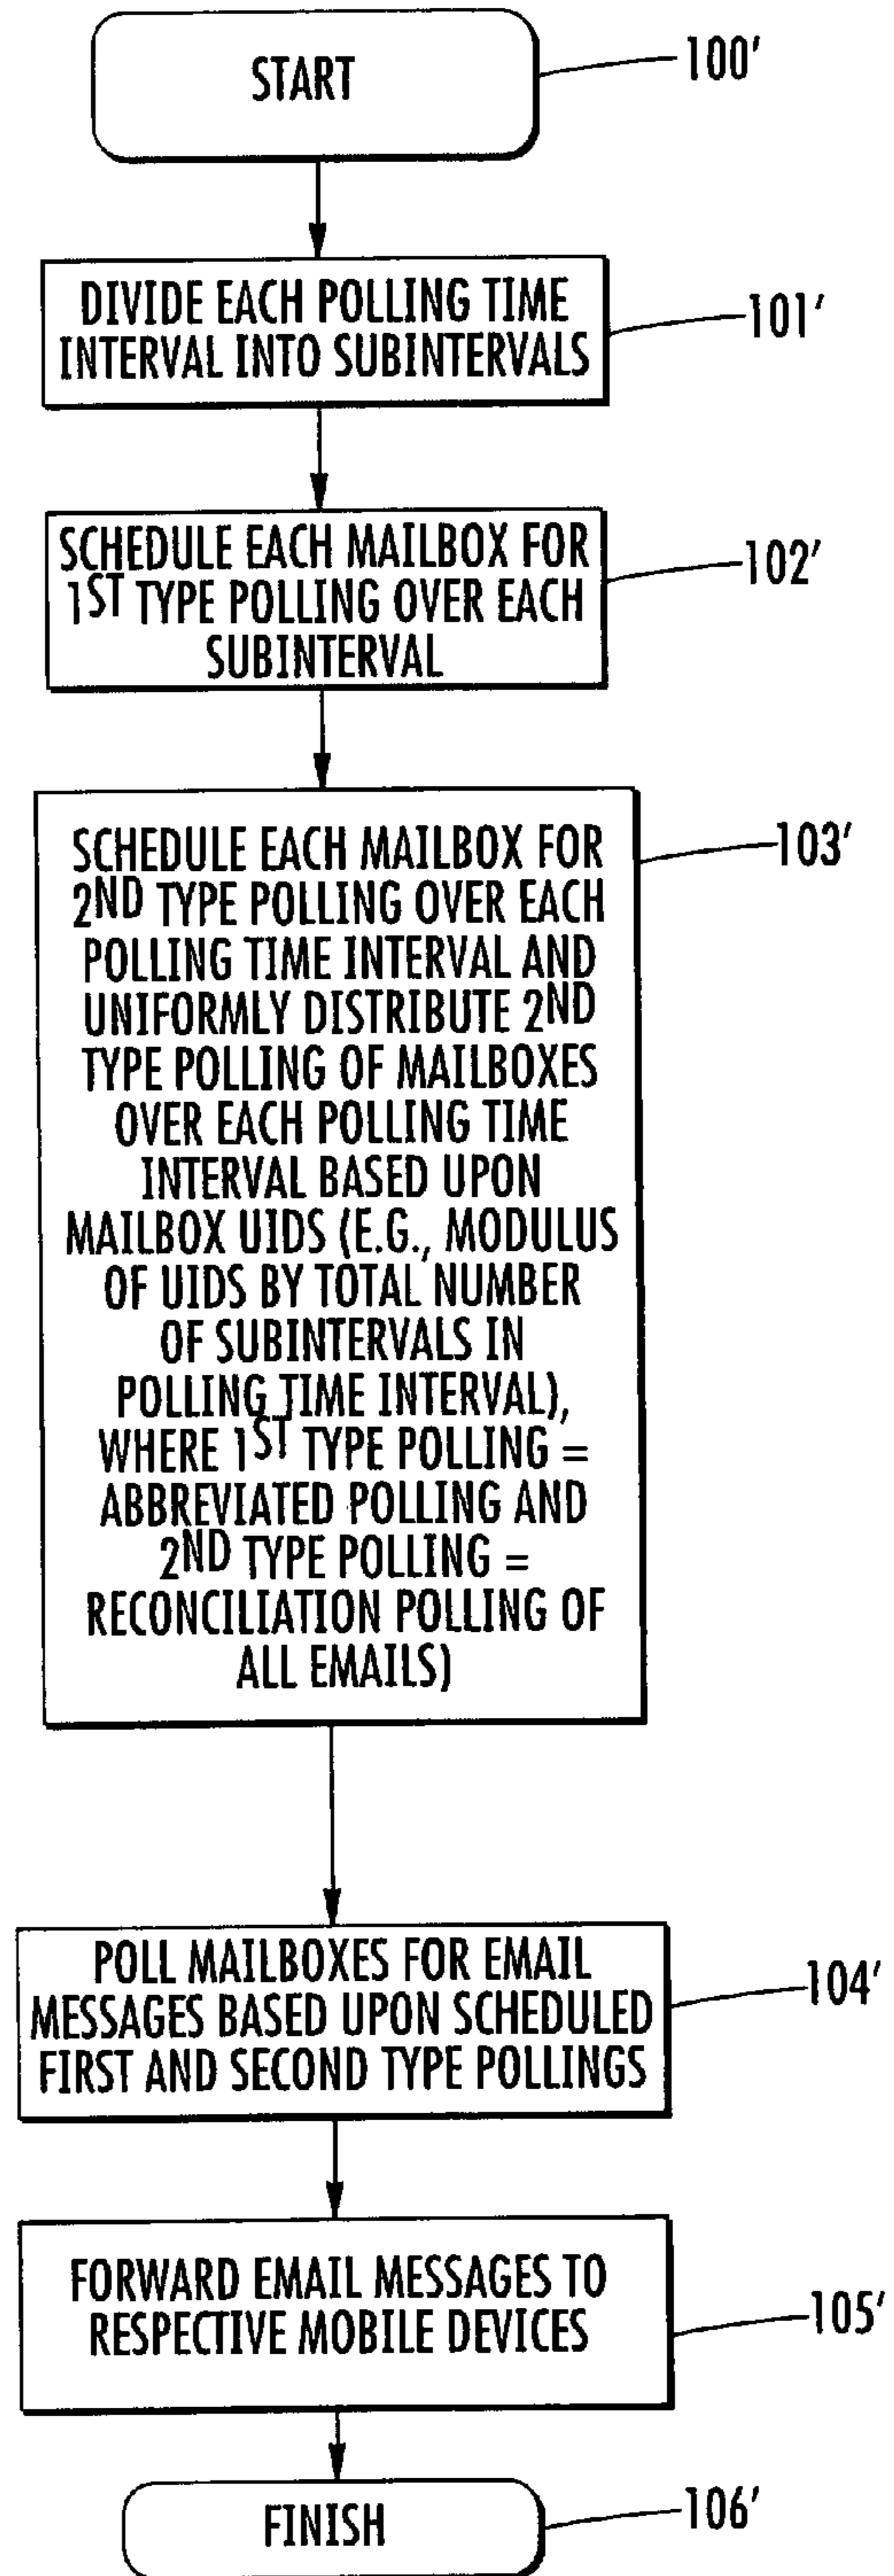 START
100'
DIVIDE EACH POLLING TIME
INTERVAL INTO SUBINTERVALS
101'
SCHEDULE EACH MAILBOX FOR
1ST TYPE POLLING OVER EACH
SUBINTERVAL
102'
SCHEDULE EACH MAILBOX FOR
2ND TYPE POLLING OVER EACH
POLLING TIME INTERVAL AND
UNIFORMLY DISTRIBUTE 2ND
TYPE POLLING OF MAILBOXES
OVER EACH POLLING TIME
INTERVAL BASED UPON
MAILBOX UIDS (E.G., MODULUS
OF UIDS BY TOTAL NUMBER
OF SUBINTERVALS IN
POLLING TIME INTERVAL),
WHERE 1ST TYPE POLLING =
ABBREVIATED POLLING AND
2ND TYPE POLLING =
RECONCILIATION POLLING OF
ALL EMAILS)
103'
POLL MAILBOXES FOR EMAIL
MESSAGES BASED UPON SCHEDULED
FIRST AND SECOND TYPE POLLINGS
104'
FORWARD EMAIL MESSAGES TO
RESPECTIVE MOBILE DEVICES
105'
FINISH
106'